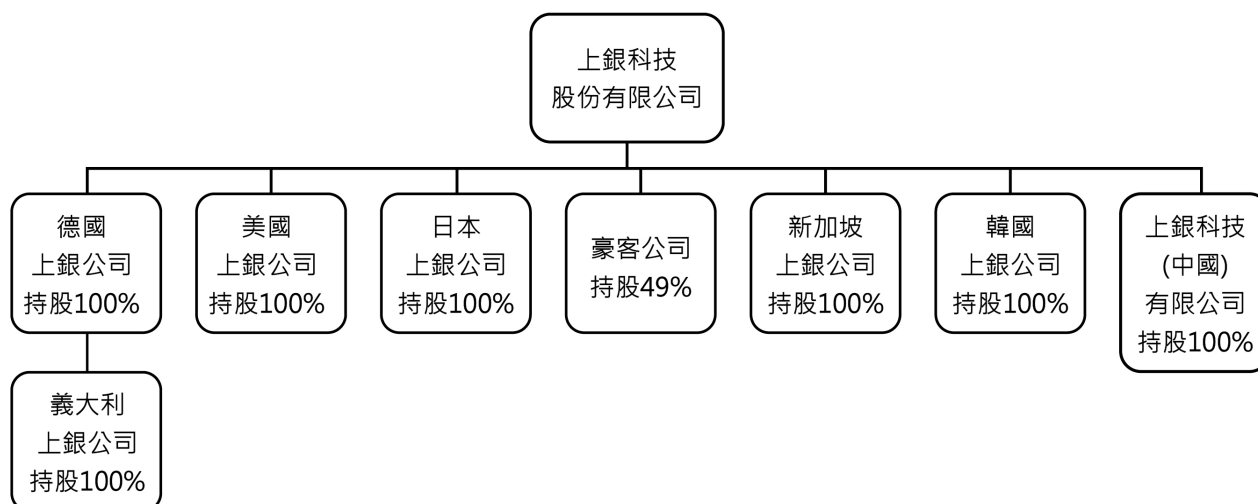 上銀科技
股份有限公司
德國
上銀公司
持股100%
美國
上銀公司
持股100%
日本
上銀公司
持股100%
豪客公司
持股49%
新加坡
上銀公司
持股100%
韓國
上銀公司
持股100%
上銀科技
(中國)
有限公司
持股100%
義大利
上銀公司
持股100%